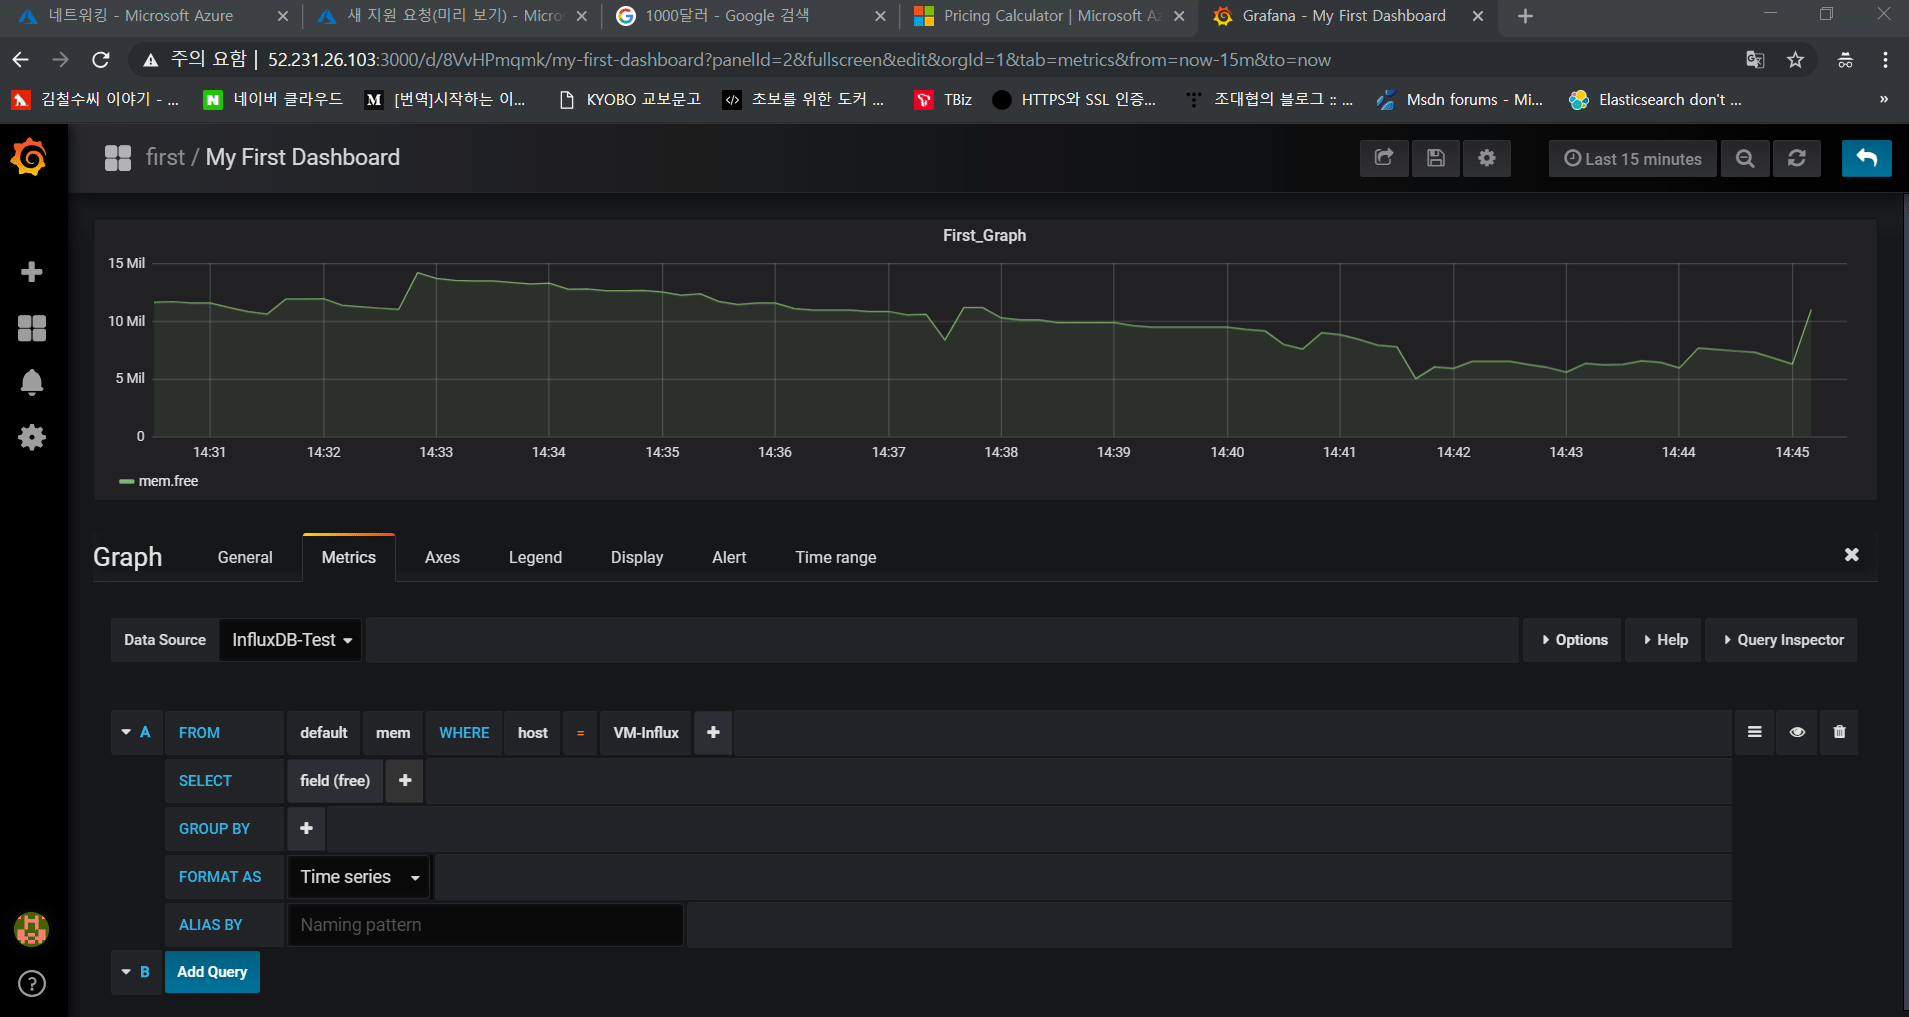 네트워킹 - Microsoft Azure
새 지원 요청(미리 보기) - Micros
1000달러 - Google 검색
Pricing Calculator | Microsoft Az
Grafana - My First Dashboard
주의 요함 | 52.231.26.103:3000/d/8VvHPmqmk/my-first-dashboard?panelId=2&fullscreen&edit&orgId=1&tab=metrics&from=now-15m&to=now
김철수씨 이야기 - ...
네이버 클라우드
[번역]시작하는 이...
KYOBO 교보문고
초보를 위한 도커 ...
TBiz
HTTPS와 SSL 인증...
조대협의 블로그 :: ...
Msdn forums - Mi...
Elasticsearch don't ...
»
first / My First Dashboard
Last 15 minutes
First_Graph
15 Mil
10 Mil
5 Mil
0
14:31 14:32 14:33 14:34 14:35 14:36 14:37 14:38 14:39 14:40 14:41 14:42 14:43 14:44 14:45
mem.free
Graph General Metrics Axes Legend Display Alert Time range
Data Source InfluxDB-Test Options Help Query Inspector
A FROM default mem WHERE host = VM-Influx +
SELECT field (free) +
GROUP BY +
FORMAT AS Time series
ALIAS BY Naming pattern
B Add Query